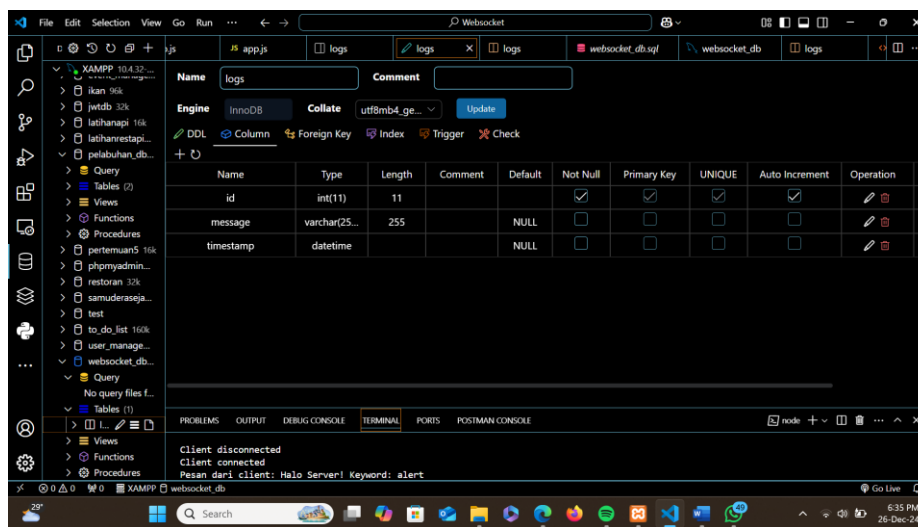 File Edit Selection View Go Run ... Websocket
.js JS app.js logs logs logs websocket_db.sql websocket_db logs
XAMPP 10.4.32-...
ikan 96k
jwtdb 32k
latihanapi 16k
latihanrestapi...
pelabuhan_db...
Query
Tables (2)
Views
Functions
Procedures
pertemuan5 16k
phpmyadmin...
restoran 32k
samuderaseja...
test
to_do_list 160k
user_manage...
websocket_db...
Query
No query files f...
Tables (1)
l...
Views
Functions
Procedures
Name logs Comment
Engine InnoDB Collate utf8mb4_ge... Update
DDL Column Foreign Key Index Trigger Check
Name Type Length Comment Default Not Null Primary Key UNIQUE Auto Increment Operation
id int(11) 11
message varchar(25... 255 NULL
timestamp datetime NULL
PROBLEMS OUTPUT DEBUG CONSOLE TERMINAL PORTS POSTMAN CONSOLE node
Client disconnected
Client connected
Pesan dari client: Halo Server! Keyword: alert
0 0 0 XAMPP websocket_db Go Live
29° Search 6:35 PM
26-Dec-24